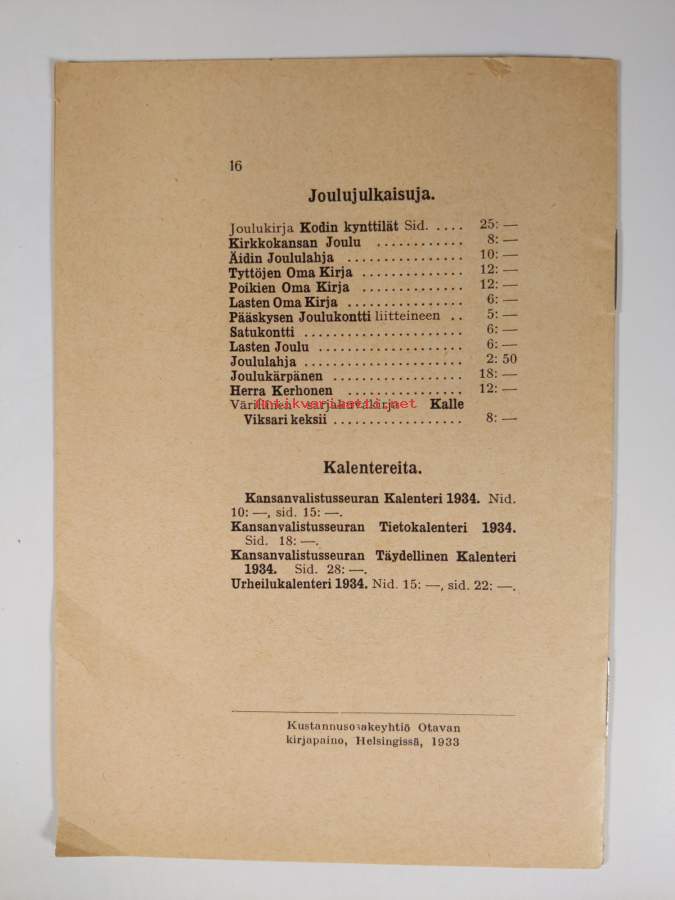 16
Joulujulkaisuja.
Joulukirja Kodin kynttilät Sid. .... 25: —
Kirkkokansan Joulu ............ 8: —
Äidin Joululahja ................ 10: —
Tyttöjen Oma Kirja .............. 12: —
Poikien Oma Kirja .............. 12: —
Lasten Oma Kirja ................ 6: —
Pääskysen Joulukontti liitteineen .. 5: —
Satukontti ...................... 6: —
Lasten Joulu .................... 6: —
Joululahja ...................... 2: 50
Joulukärpänen .................. 18: —
Herra Kerhonen ................ 12: —
Värillinen sarjakuvakirja Kalle
Viksari keksii .................. 8: —
antikvariaatti.net
Kalentereita.
Kansanvalistusseuran Kalenteri 1934. Nid.
10: —, sid. 15: —.
Kansanvalistusseuran Tietokalenteri 1934.
Sid. 18: —.
Kansanvalistusseuran Täydellinen Kalenteri
1934. Sid. 28: —.
Urheilukalenteri 1934. Nid. 15: —, sid. 22: —.
Kustannusosakeyhtiö Otavan
kirjapaino, Helsingissä, 1933